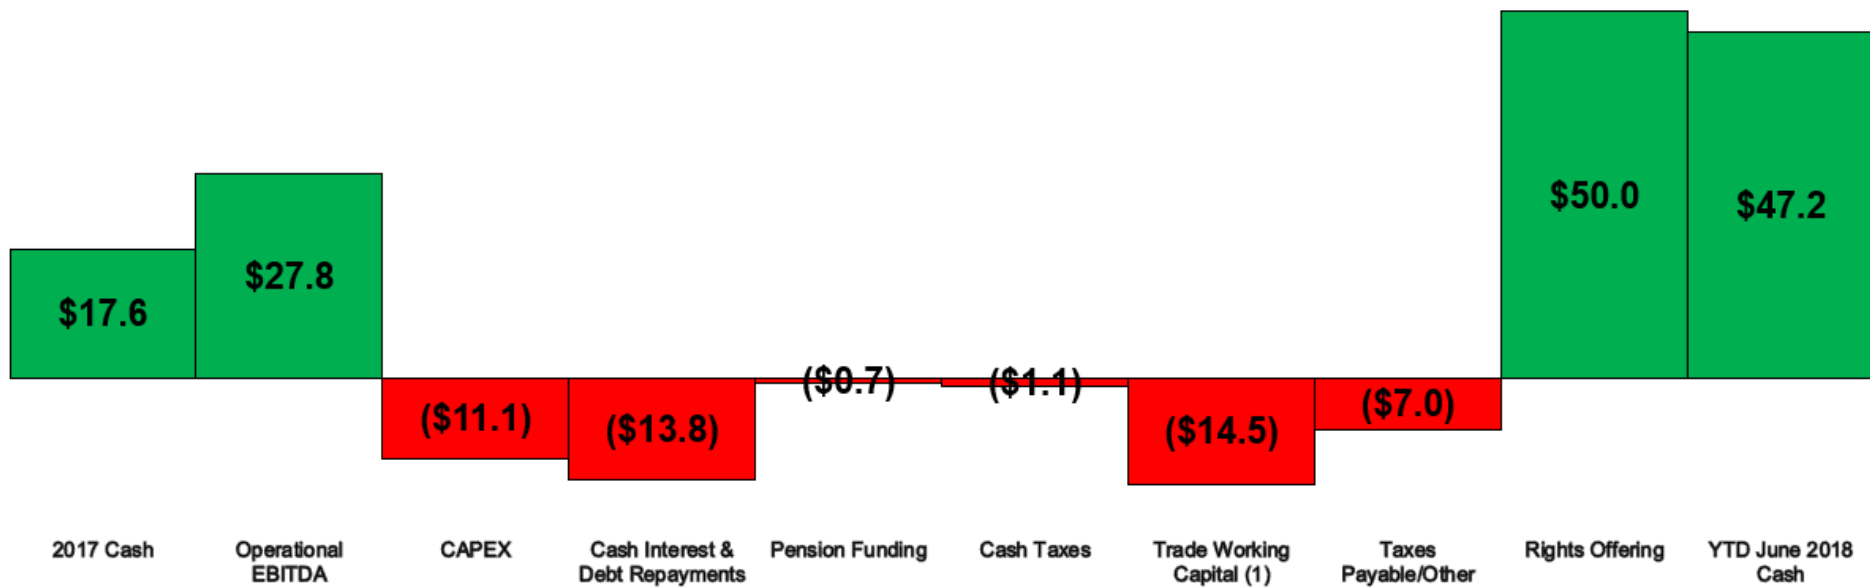 $17.6
$27.8
($11.1)
($13.8)
($0.7)
($1.1)
($14.5)
($7.0)
$50.0
$47.2
2017 Cash
Operational
EBITDA
CAPEX
Cash Interest &
Debt Repayments
Pension Funding
Cash Taxes
Trade Working
Capital (1)
Taxes
Payable/Other
Rights Offering
YTD June 2018
Cash